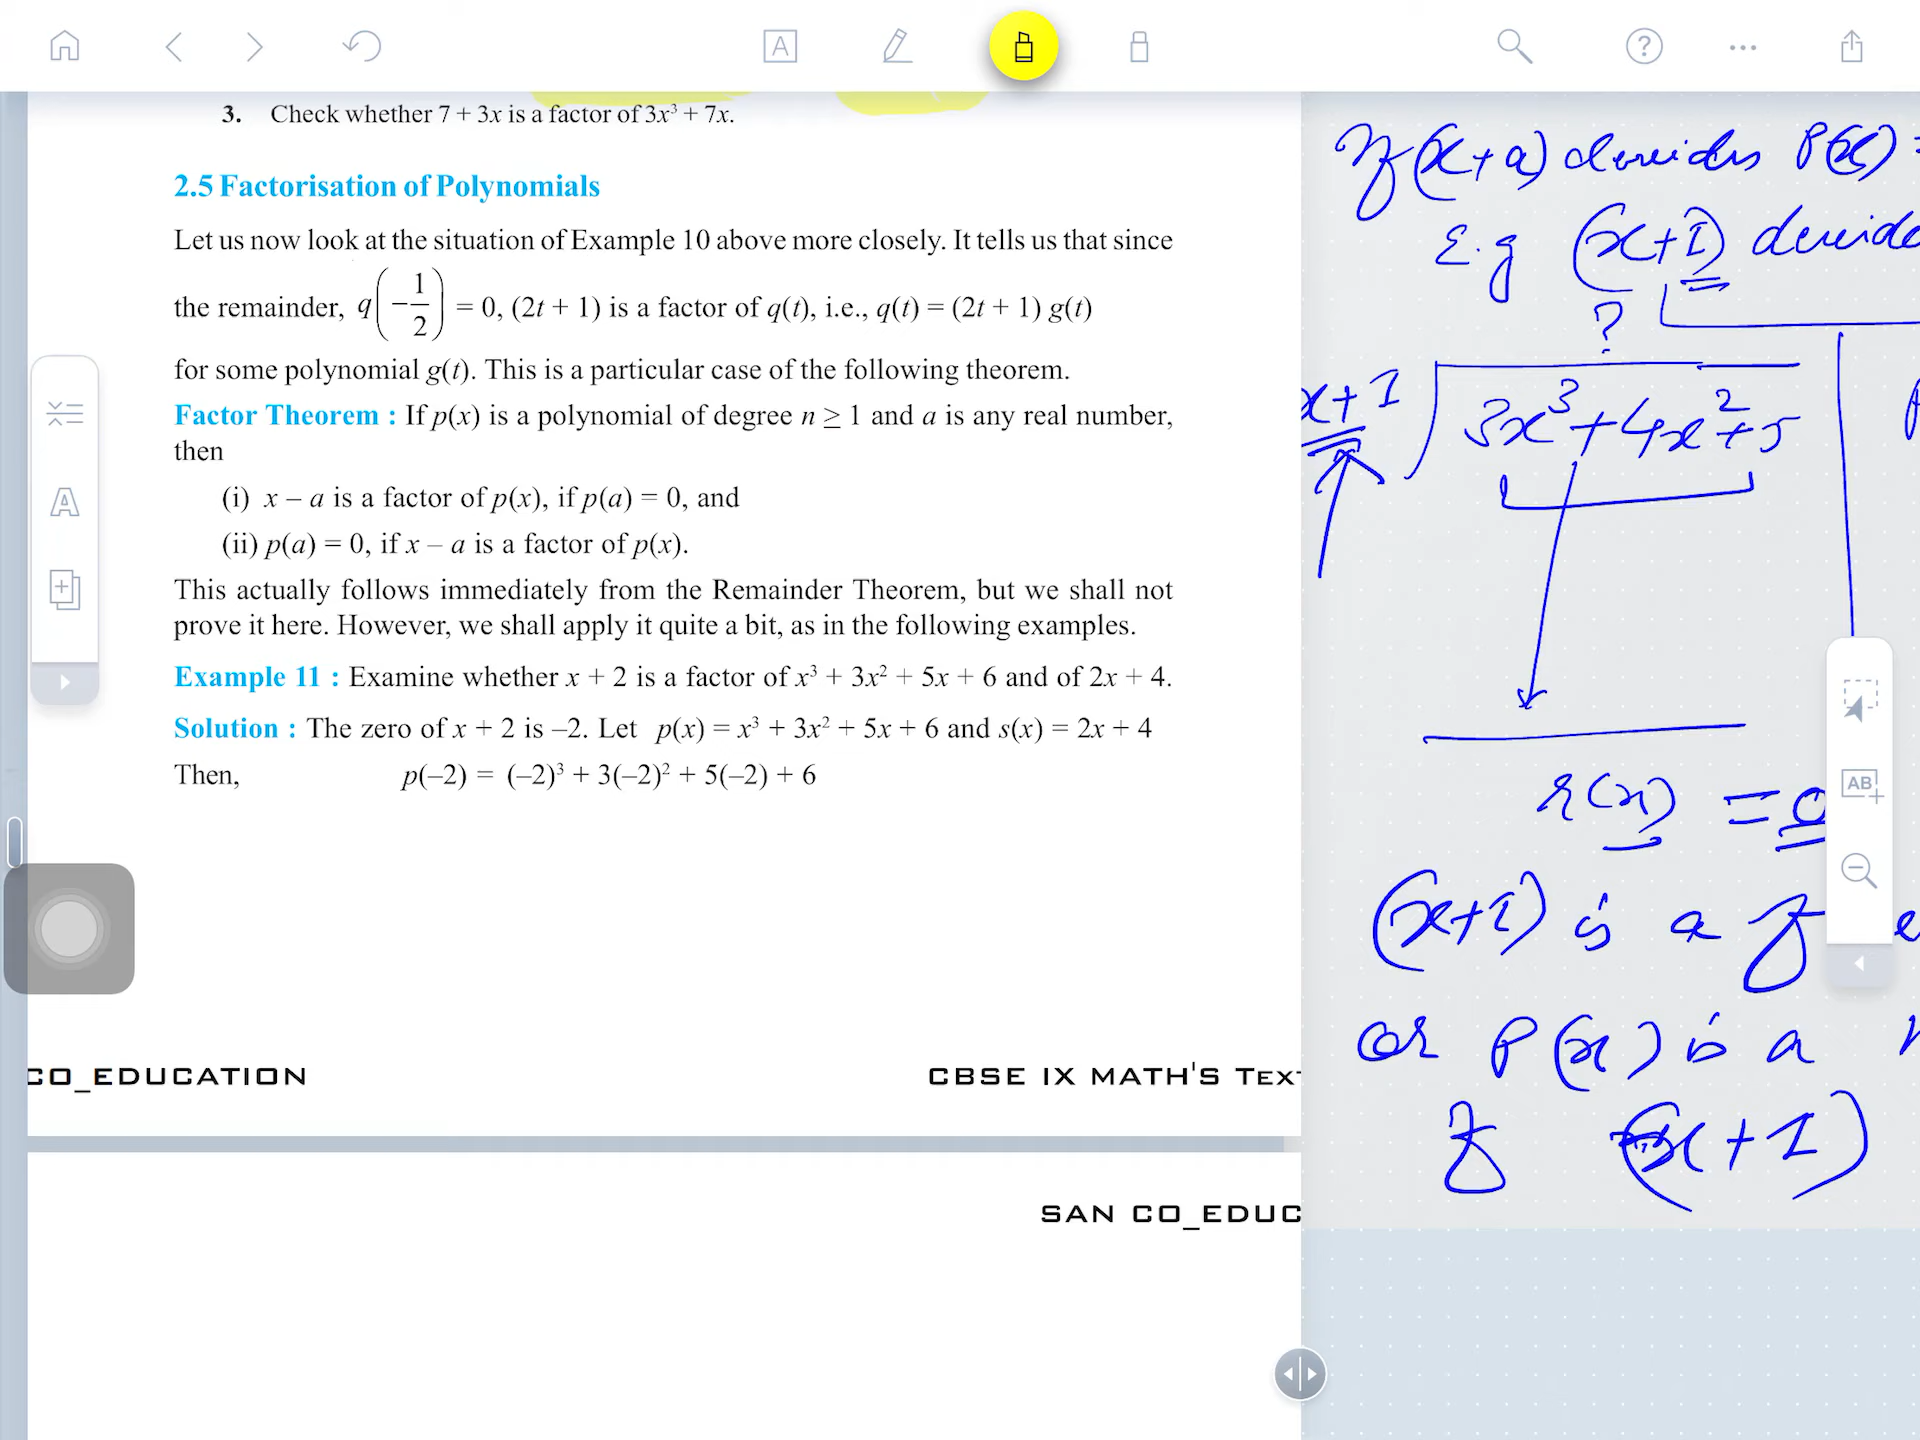 A
3. Check whether 7 + 3x is a factor of 3x³ + 7x.
2.5 Factorisation of Polynomials
Let us now look at the situation of Example 10 above more closely. It tells us that since
the remainder, q(–1/2) = 0, (2t + 1) is a factor of q(t), i.e., q(t) = (2t + 1) g(t)
for some polynomial g(t). This is a particular case of the following theorem.
Factor Theorem : If p(x) is a polynomial of degree n ≥ 1 and a is any real number,
then
(i) x – a is a factor of p(x), if p(a) = 0, and
(ii) p(a) = 0, if x – a is a factor of p(x).
This actually follows immediately from the Remainder Theorem, but we shall not
prove it here. However, we shall apply it quite a bit, as in the following examples.
Example 11 : Examine whether x + 2 is a factor of x³ + 3x² + 5x + 6 and of 2x + 4.
Solution : The zero of x + 2 is –2. Let p(x) = x³ + 3x² + 5x + 6 and s(x) = 2x + 4
Then, p(–2) = (–2)³ + 3(–2)² + 5(–2) + 6
CO_EDUCATION
CBSE IX MATH'S TEX
SAN CO_EDUC
If (x+a) P(x) =
E.g (x+1)
?
x+1
3x³+4x²+5
r(x) = 0
(x+1) is a
or P(x) is a
(x+1)
A
AB